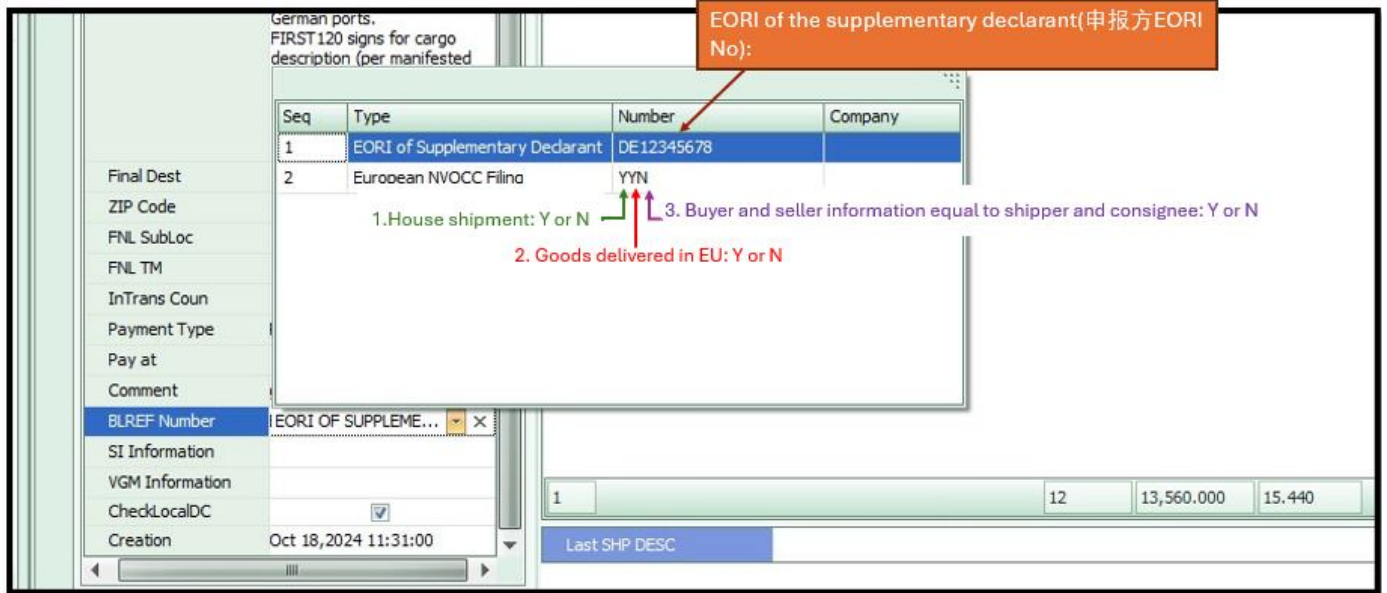 German ports.
FIRST120 signs for cargo
description (per manifested
EORI of the supplementary declarant(申报方EORI
No):
Seq Type Number Company
1 EORI of Supplementary Declarant DE12345678
2 European NVOCC Filing YYN
1.House shipment: Y or N
3. Buyer and seller information equal to shipper and consignee: Y or N
2. Goods delivered in EU: Y or N
Final Dest
ZIP Code
FNL SubLoc
FNL TM
InTrans Coun
Payment Type
Pay at
Comment
BLREF Number EORI OF SUPPLEME...
SI Information
VGM Information
CheckLocalDC
Creation Oct 18,2024 11:31:00
1 12 13,560.000 15.440
Last SHP DESC